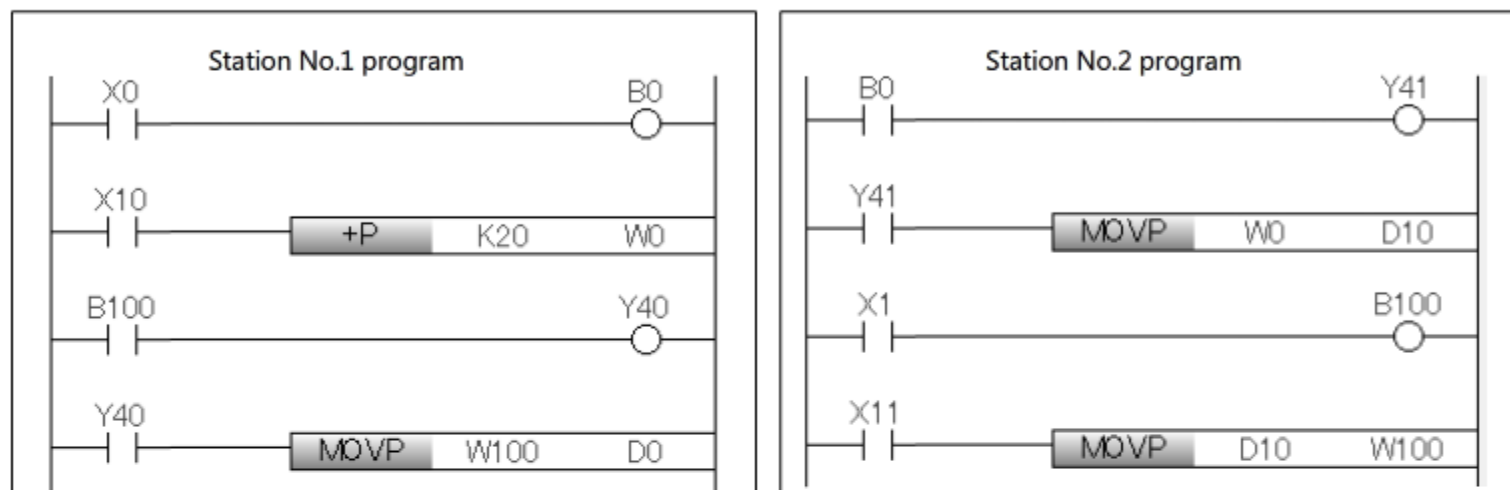 Station No.1 program
X0 B0
X10 +P K20 W0
B100 Y40
Y40 MOVP W100 D0
Station No.2 program
B0 Y41
Y41 MOVP W0 D10
X1 B100
X11 MOVP D10 W100